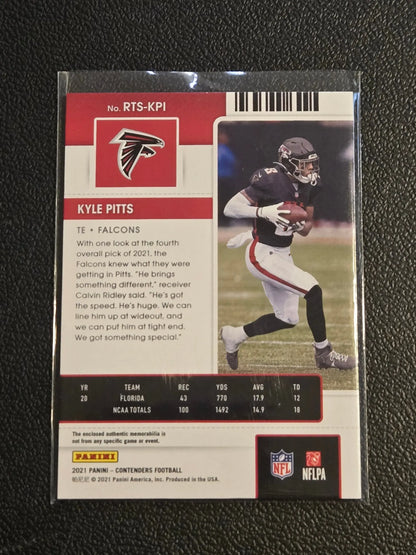 No. RTS-KPI
KYLE PITTS
TE • FALCONS
With one look at the fourth
overall pick of 2021, the
Falcons knew what they were
getting in Pitts. "He brings
something different," receiver
Calvin Ridley said. "He's got
the speed. He's huge. We can
line him up at wideout, and
we can put him at tight end.
We got something special."
YR TEAM REC YDS AVG TD
20 FLORIDA 43 770 17.9 12
NCAA TOTALS 100 1492 14.9 18
The enclosed authentic memorabilia is
not from any specific game or event.
PANINI
NFL
NFLPA
2021 PANINI – CONTENDERS FOOTBALL
帕尼尼 © 2021 Panini America, Inc. Produced in the USA.